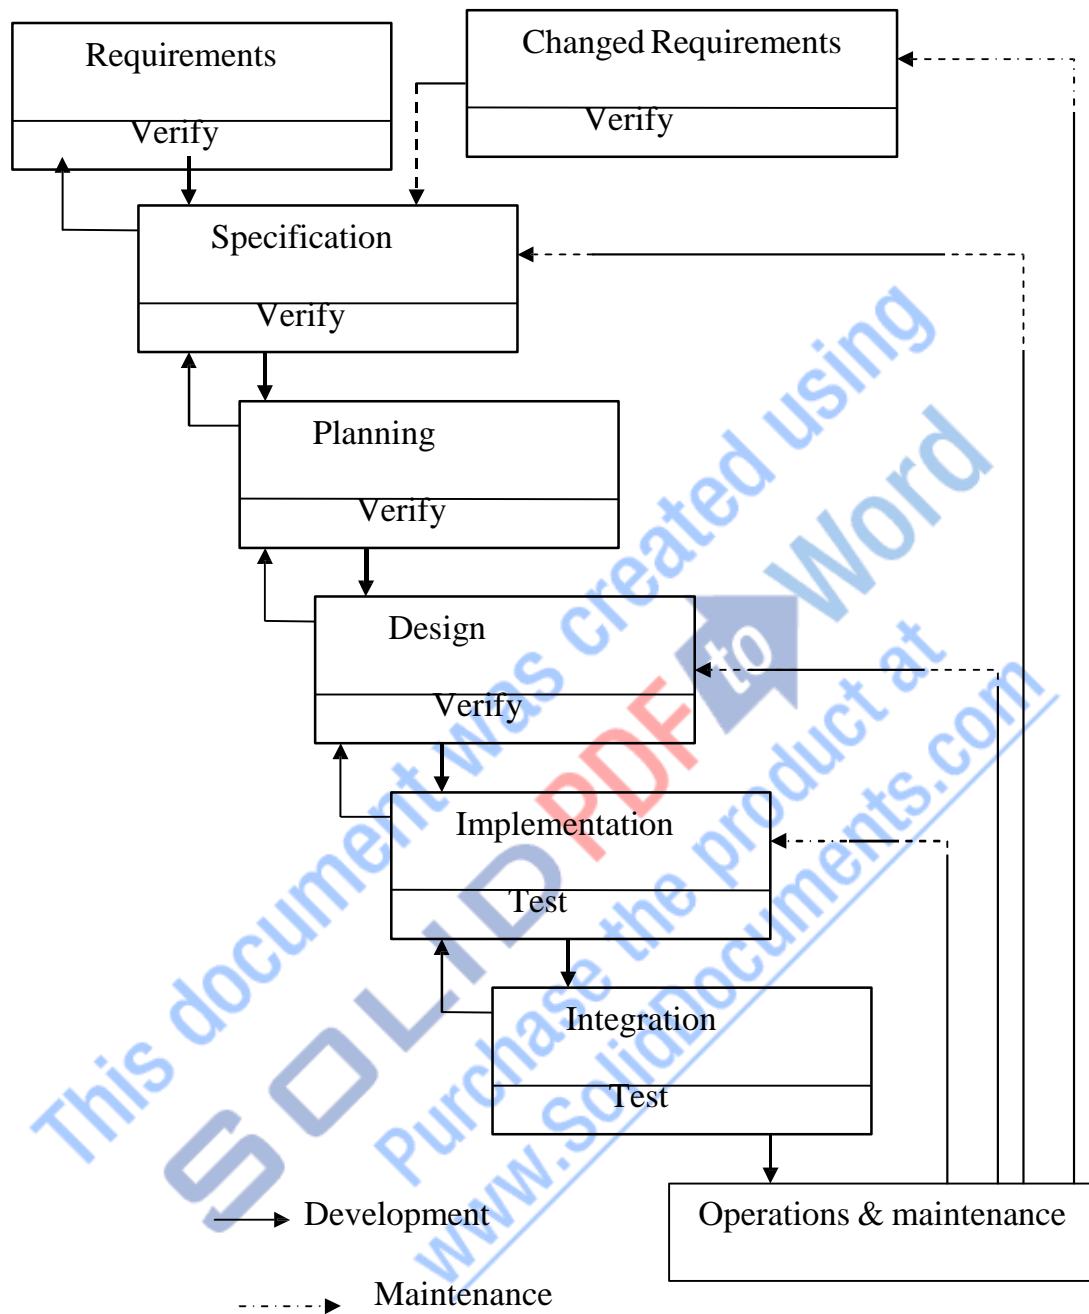 Requirements
Verify
Changed Requirements
Verify
Specification
Verify
Planning
Verify
Design
Verify
Implementation
Test
Integration
Test
Operations & maintenance
Development
Maintenance
This document was created using
SOLID PDF to Word
Purchase the product at
www.SolidDocuments.com